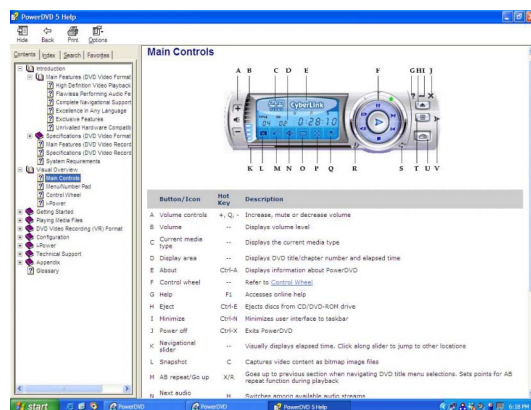 PowerDVD 5 Help
Hide Back Print Options
Contents Index Search Favorites
Introduction
Main Features (DVD Video Format
High Definition Video Playback
Flawless Performing Audio Fe
Complete Navigational Support
Excellence in Any Language
Exclusive Features
Unrivalled Hardware Compatibi
Specifications (DVD Video Format)
Main Features (DVD Video Record
Specifications (DVD Video Record
System Requirements
Visual Overview
Main Controls
Menu/Number Pad
Control Wheel
i-Power
Getting Started
Playing Media Files
DVD Video Recording (VR) Format
Configuration
i-Power
Technical Support
Appendix
Glossary
Main Controls
A B C D E F G H I J
CyberLink
04 02 0:28:10
K L M N O P Q R S T U V
Button/Icon Hot Key Description
A Volume controls +, Q, - Increase, mute or decrease volume
B Volume -- Displays volume level
C Current media type -- Displays the current media type
D Display area -- Displays DVD title/chapter number and elapsed time
E About Ctrl-A Displays information about PowerDVD
F Control wheel -- Refer to Control Wheel
G Help F1 Accesses online help
H Eject Ctrl-E Ejects discs from CD/DVD-ROM drive
I Minimize Ctrl-N Minimizes user interface to taskbar
J Power off Ctrl-X Exits PowerDVD
K Navigational slider -- Visually displays elapsed time. Click along slider to jump to other locations
L Snapshot C Captures video content as bitmap image files
M AB repeat/Go up X/R Goes up to previous section when navigating DVD title menu selections. Sets points for AB repeat function during playback
N Next audio H Switches among available audio streams
start PowerDVD PowerDVD PowerDVD 5 Help 6:38 PM